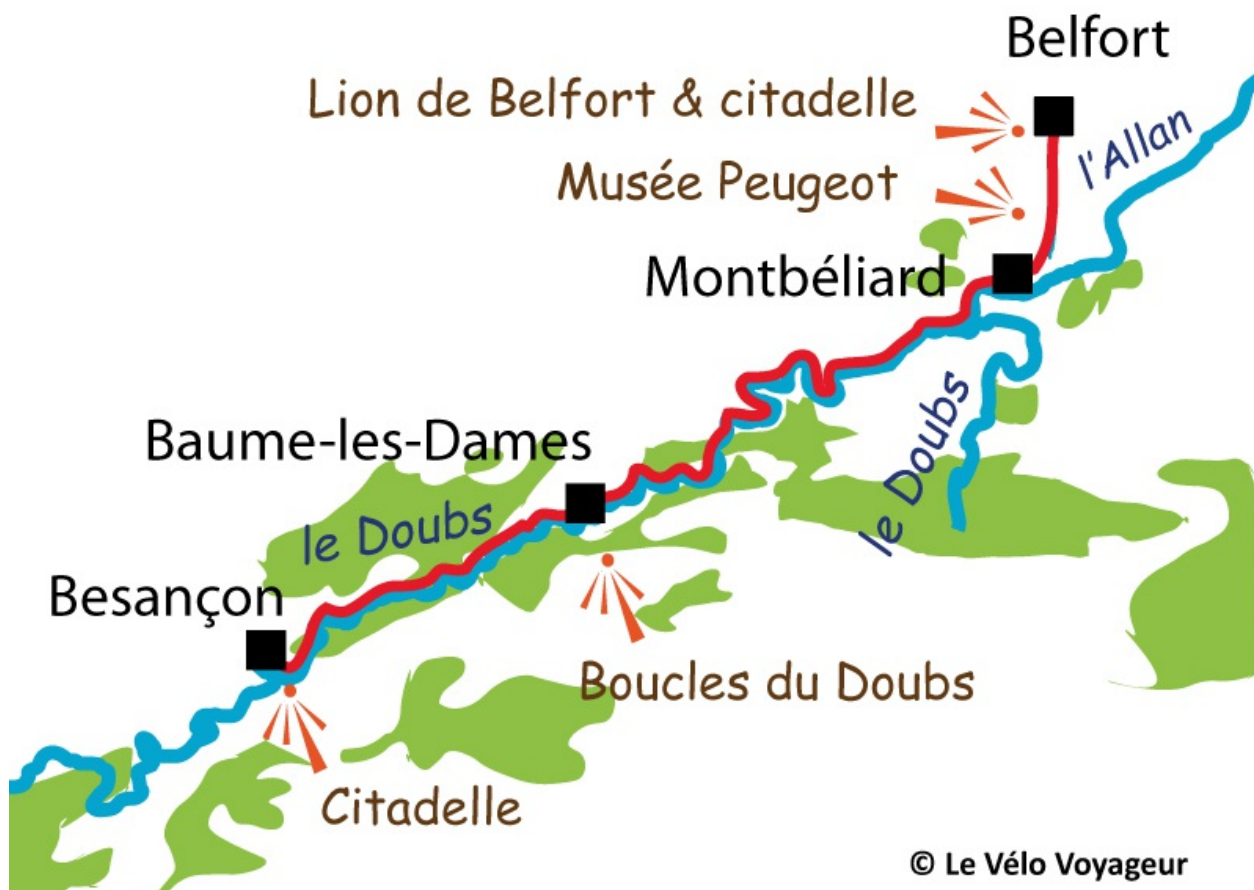 Belfort
Lion de Belfort & citadelle
l'Allan
Musée Peugeot
Montbéliard
le Doubs
Baume-les-Dames
le Doubs
Besançon
Boucles du Doubs
Citadelle
© Le Vélo Voyageur